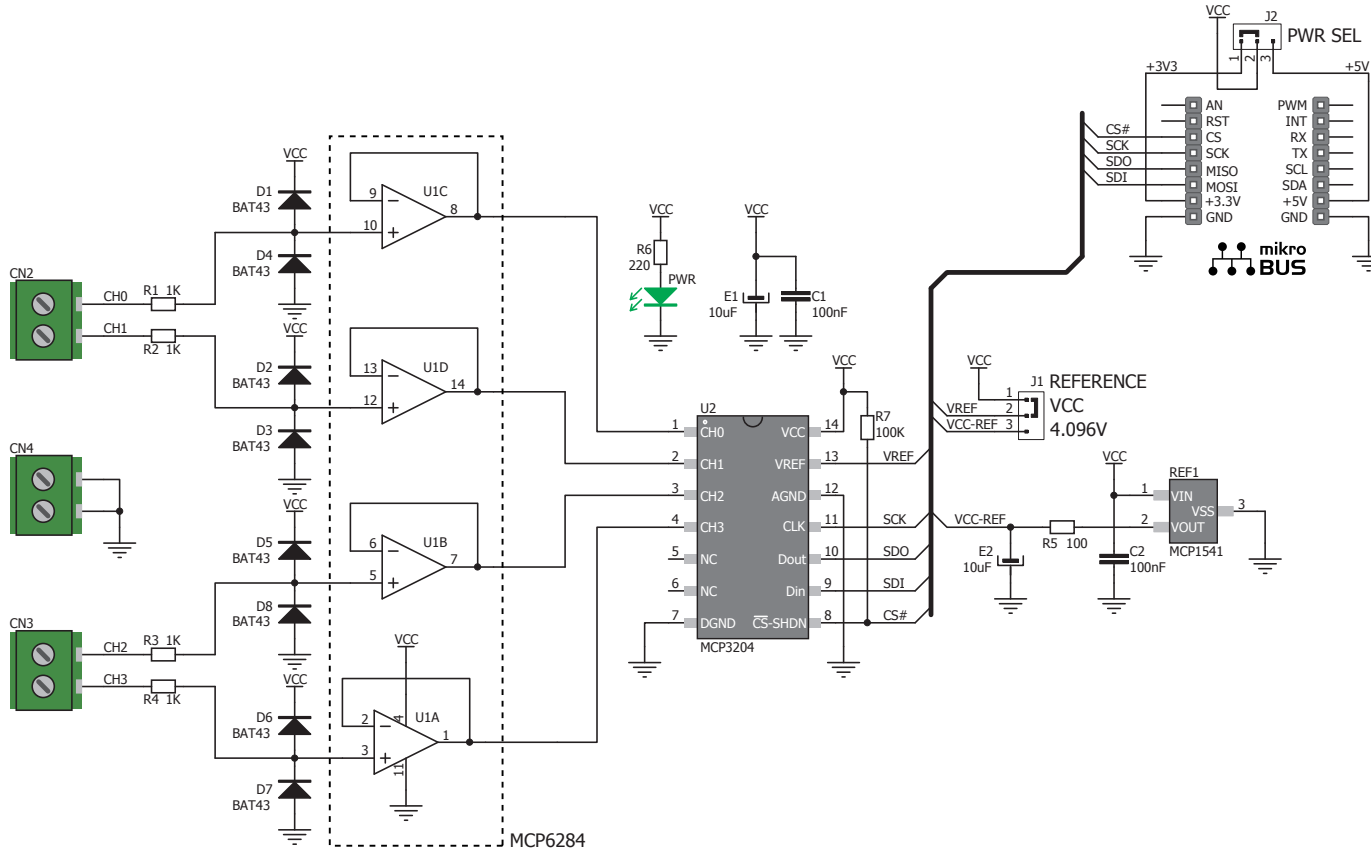 VCC
J2
PWR SEL
1
2
3
+3V3
+5V
AN
RST
CS
SCK
MISO
MOSI
+3.3V
GND
PWM
INT
RX
TX
SCL
SDA
+5V
GND
CS#
SCK
SDO
SDI
mikro
BUS
VCC
D1
BAT43
D4
BAT43
9
10
8
U1C
CN2
CH0
R1 1K
CH1
R2 1K
VCC
D2
BAT43
D3
BAT43
13
12
14
U1D
CN4
VCC
D5
BAT43
D8
BAT43
6
5
7
U1B
CN3
CH2
R3 1K
CH3
R4 1K
VCC
D6
BAT43
D7
BAT43
VCC
2
3
4
11
1
U1A
MCP6284
VCC
R6
220
PWR
VCC
E1
10uF
C1
100nF
VCC
R7
100K
U2
1 CH0
2 CH1
3 CH2
4 CH3
5 NC
6 NC
7 DGND
VCC 14
VREF 13 VREF
AGND 12
CLK 11 SCK
Dout 10 SDO
Din 9 SDI
CS-SHDN 8 CS#
MCP3204
VCC
J1 REFERENCE
VCC
4.096V
1
VREF 2
VCC-REF 3
VCC
REF1
1 VIN
VSS 3
2 VOUT
MCP1541
VCC-REF
R5 100
E2
10uF
C2
100nF